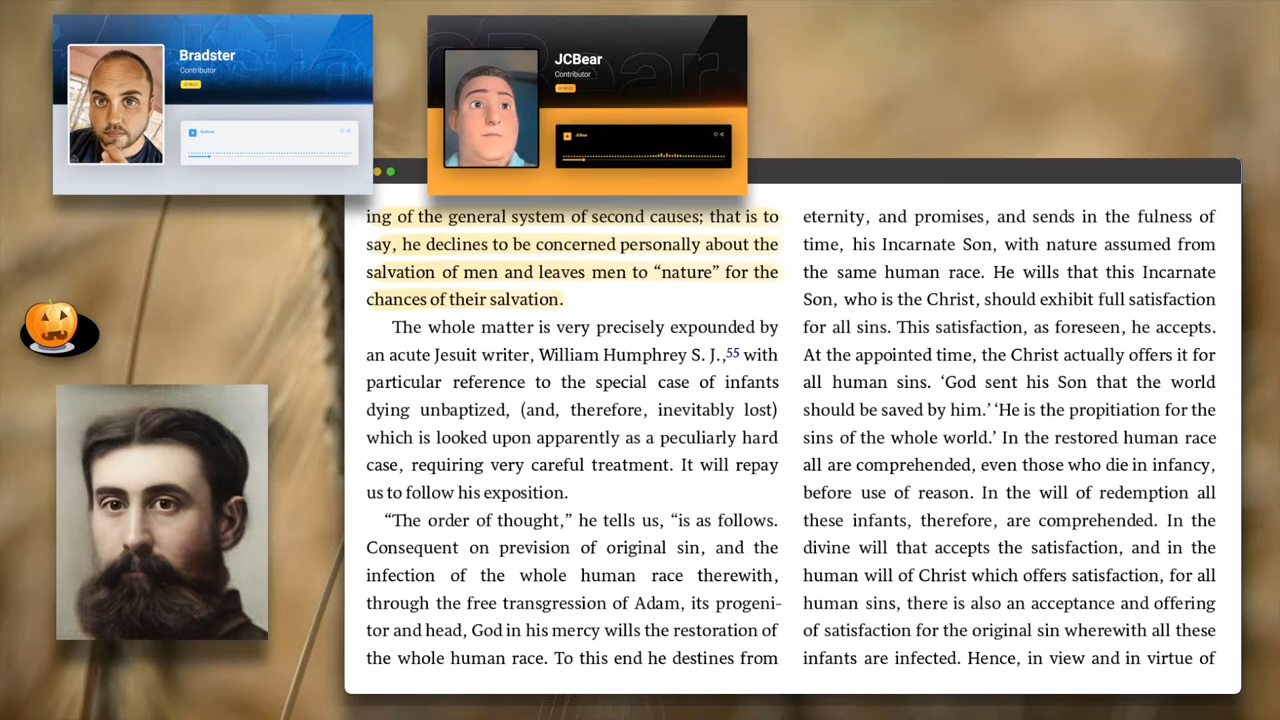 Bradster
Contributor
Bradster
JCBear
Contributor
JCBear
ing of the general system of second causes; that is to
say, he declines to be concerned personally about the
salvation of men and leaves men to “nature” for the
chances of their salvation.
The whole matter is very precisely expounded by
an acute Jesuit writer, William Humphrey S. J.,55 with
particular reference to the special case of infants
dying unbaptized, (and, therefore, inevitably lost)
which is looked upon apparently as a peculiarly hard
case, requiring very careful treatment. It will repay
us to follow his exposition.
“The order of thought,” he tells us, “is as follows.
Consequent on prevision of original sin, and the
infection of the whole human race therewith,
through the free transgression of Adam, its progeni-
tor and head, God in his mercy wills the restoration of
the whole human race. To this end he destines from
eternity, and promises, and sends in the fulness of
time, his Incarnate Son, with nature assumed from
the same human race. He wills that this Incarnate
Son, who is the Christ, should exhibit full satisfaction
for all sins. This satisfaction, as foreseen, he accepts.
At the appointed time, the Christ actually offers it for
all human sins. ‘God sent his Son that the world
should be saved by him.’ ‘He is the propitiation for the
sins of the whole world.’ In the restored human race
all are comprehended, even those who die in infancy,
before use of reason. In the will of redemption all
these infants, therefore, are comprehended. In the
divine will that accepts the satisfaction, and in the
human will of Christ which offers satisfaction, for all
human sins, there is also an acceptance and offering
of satisfaction for the original sin wherewith all these
infants are infected. Hence, in view and in virtue of